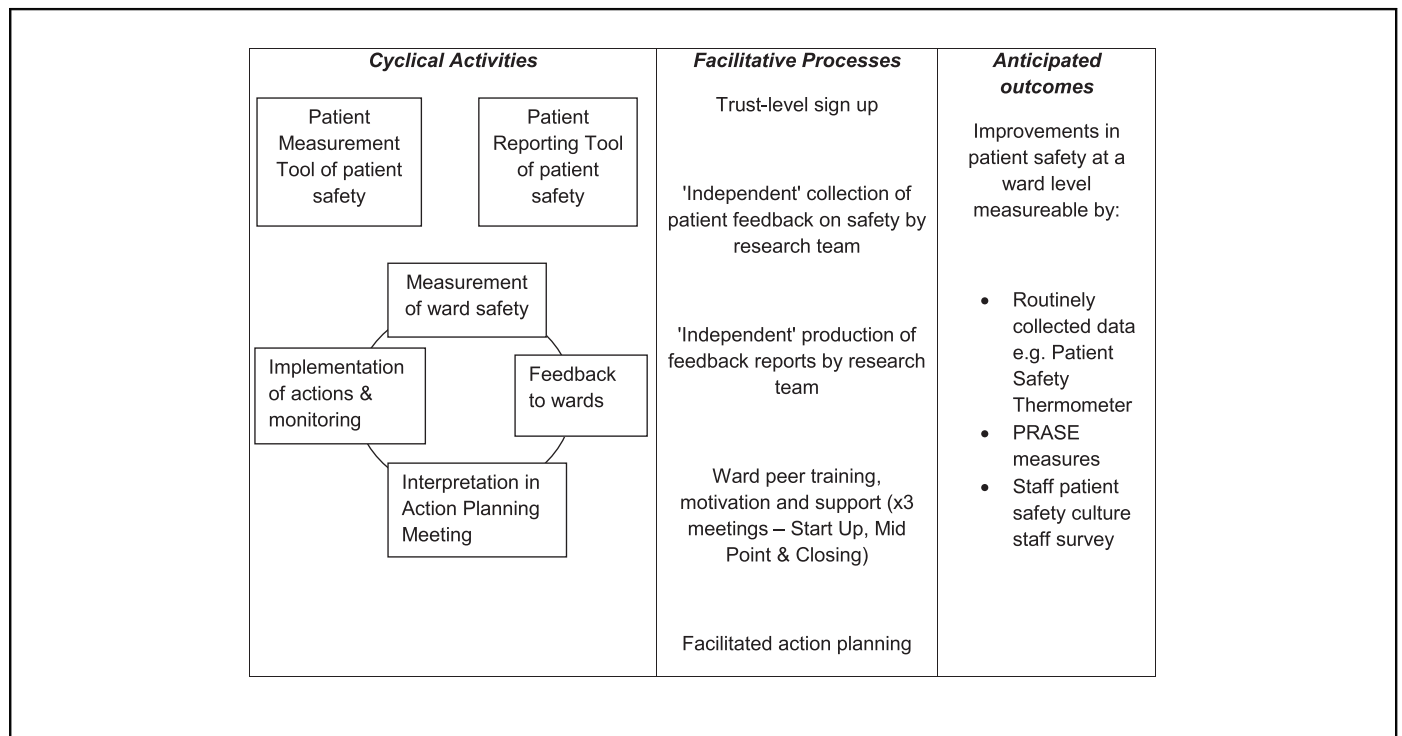 Cyclical Activities
Patient
Measurement
Tool of patient
safety
Patient
Reporting Tool
of patient
safety
Measurement
of ward safety
Implementation
of actions &
monitoring
Feedback
to wards
Interpretation in
Action Planning
Meeting
Facilitative Processes
Trust-level sign up
'Independent' collection of
patient feedback on safety by
research team
'Independent' production of
feedback reports by research
team
Ward peer training,
motivation and support (x3
meetings – Start Up, Mid
Point & Closing)
Facilitated action planning
Anticipated
outcomes
Improvements in
patient safety at a
ward level
measureable by:
• Routinely
collected data
e.g. Patient
Safety
Thermometer
• PRASE
measures
• Staff patient
safety culture
staff survey